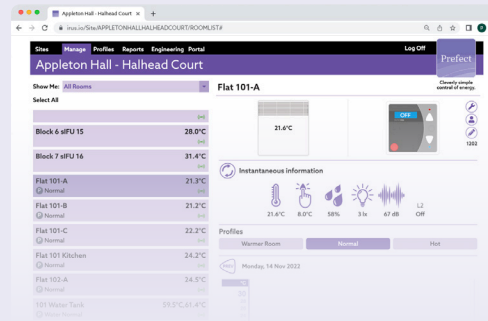 Appleton Hall - Halhead Court
irus.io/Site/APPLETONHALLHALHEADCOURT/ROOMLIST#
Sites Manage Profiles Reports Engineering Portal Log Off
Appleton Hall - Halhead Court
Prefect
Cleverly simple
control of energy.
Show Me: All Rooms
Select All
Block 6 sIFU 15 28.0°C
Block 7 sIFU 16 31.4°C
Flat 101-A 21.3°C
Normal
Flat 101-B 21.2°C
Normal
Flat 101-C 22.2°C
Normal
Flat 101 Kitchen 24.2°C
Normal
Flat 102-A 24.5°C
Normal
101 Water Tank 59.5°C,61.4°C
Flat 101-A
21.6°C
OFF
1202
Instantaneous information
21.6°C 8.0°C 58% 3 lx 67 dB L2
Off
Profiles
Warmer Room Normal Hot
Monday, 14 Nov 2022
°C